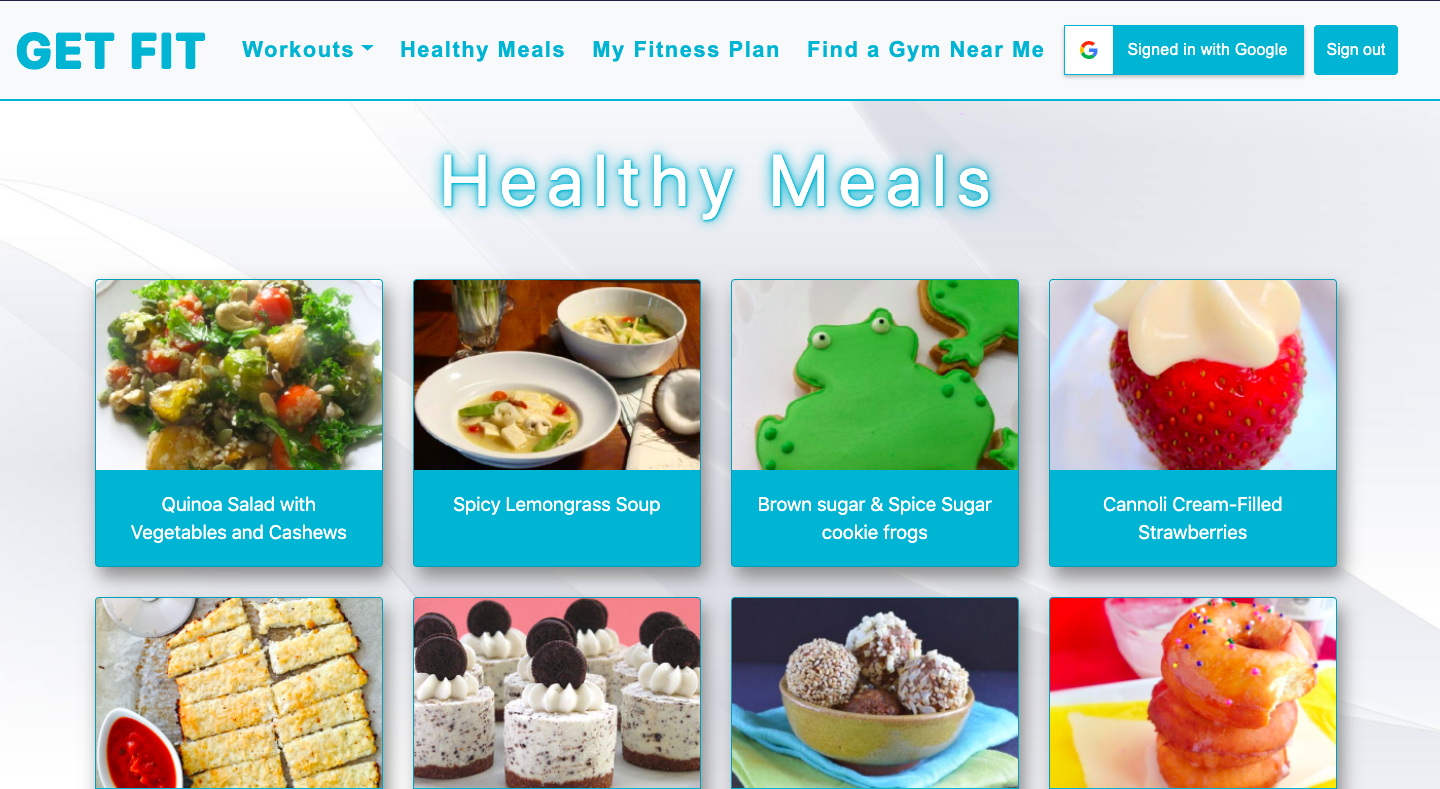 GET FIT
Workouts
Healthy Meals
My Fitness Plan
Find a Gym Near Me
Signed in with Google
Sign out
Healthy Meals
Quinoa Salad with
Vegetables and Cashews
Spicy Lemongrass Soup
Brown sugar & Spice Sugar
cookie frogs
Cannoli Cream-Filled
Strawberries